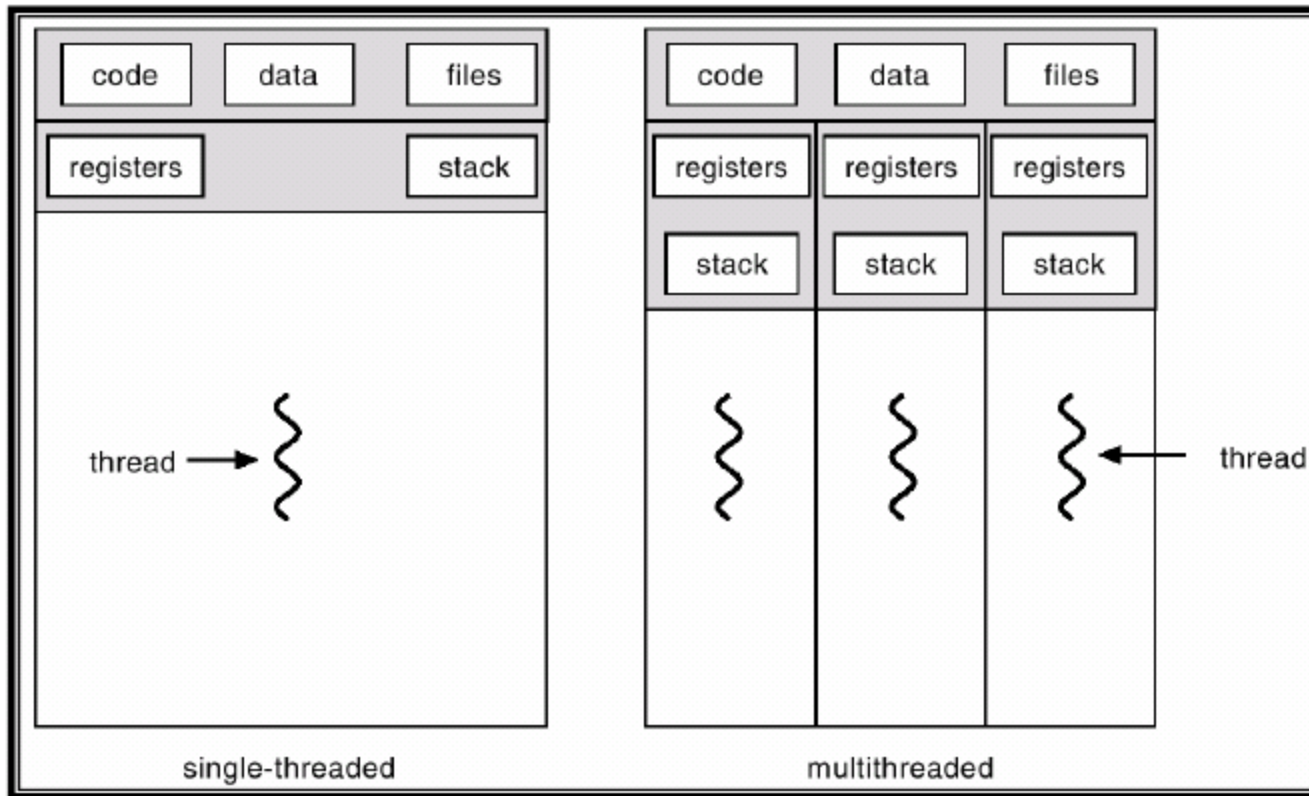 code data files
registers stack
thread
single-threaded
code data files
registers registers registers
stack stack stack
thread
multithreaded